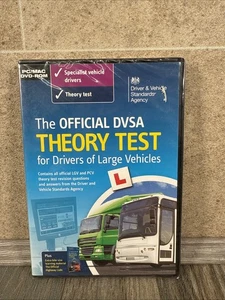 PC/MAC
DVD-ROM
Specialist vehicle
drivers
Theory test
Driver & Vehicle
Standards
Agency
The OFFICIAL DVSA
THEORY TEST
for Drivers of Large Vehicles
Contains all official LGV and PCV
theory test revision questions
and answers from the Driver and
Vehicle Standards Agency
L
Plus